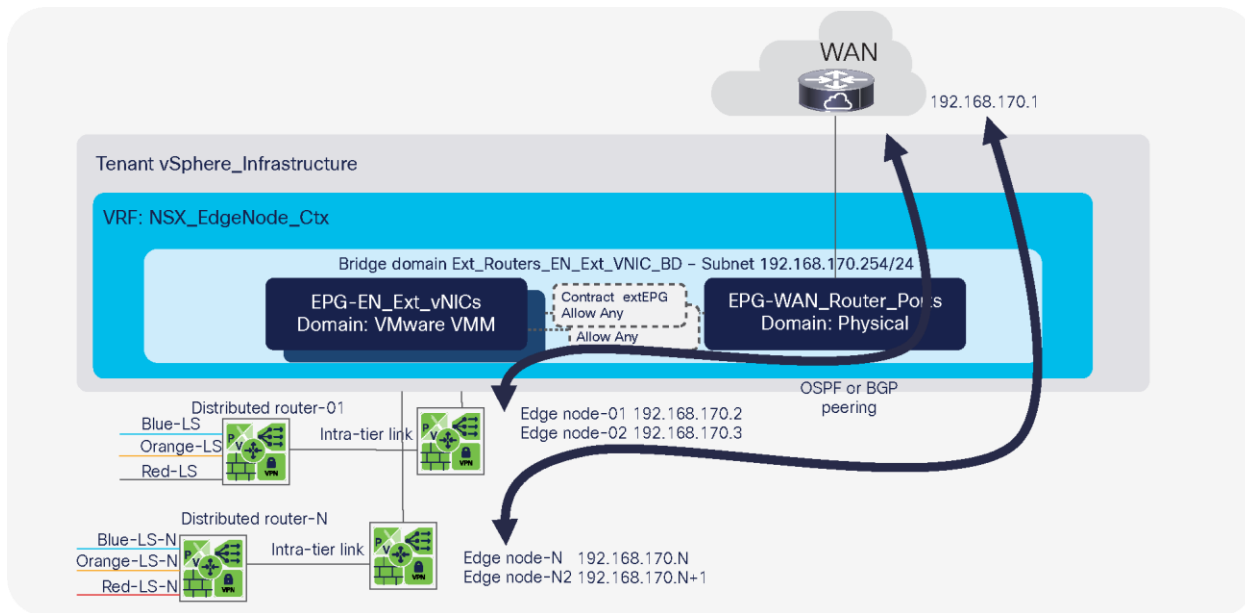 WAN
192.168.170.1
Tenant vSphere_Infrastructure
VRF: NSX_EdgeNode_Ctx
Bridge domain Ext_Routers_EN_Ext_VNIC_BD – Subnet 192.168.170.254/24
EPG-EN_Ext_vNICs
Domain: VMware VMM
Contract extEPG
Allow Any
Allow Any
EPG-WAN_Router_Ports
Domain: Physical
OSPF or BGP
peering
Distributed router-01
Blue-LS
Orange-LS
Red-LS
Intra-tier link
P
V
VPN
P
V
VPN
Edge node-01 192.168.170.2
Edge node-02 192.168.170.3
Distributed router-N
Blue-LS-N
Orange-LS-N
Red-LS-N
Intra-tier link
P
V
VPN
P
V
VPN
Edge node-N 192.168.170.N
Edge node-N2 192.168.170.N+1